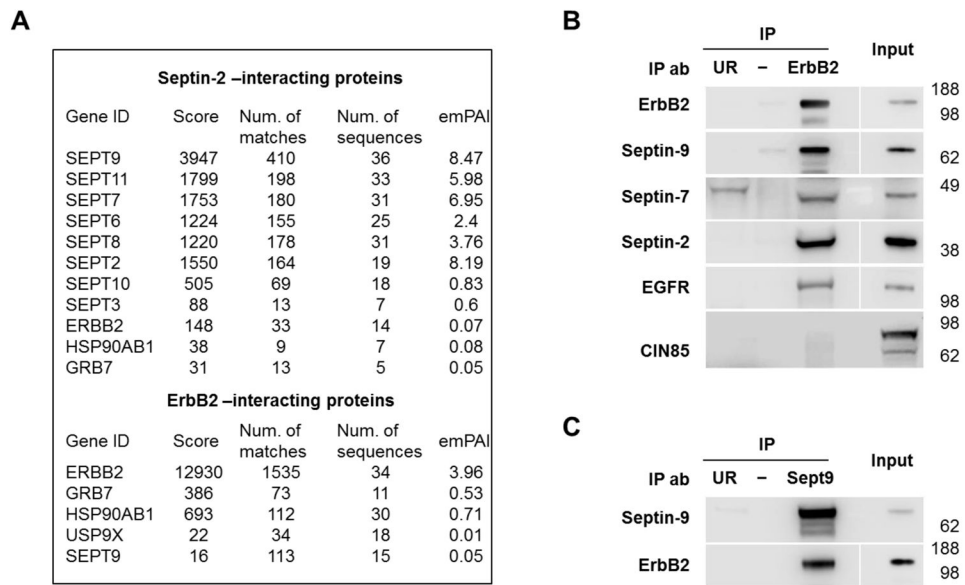 A
Septin-2 –interacting proteins
Gene ID Score Num. of matches Num. of sequences emPAI
SEPT9 3947 410 36 8.47
SEPT11 1799 198 33 5.98
SEPT7 1753 180 31 6.95
SEPT6 1224 155 25 2.4
SEPT8 1220 178 31 3.76
SEPT2 1550 164 19 8.19
SEPT10 505 69 18 0.83
SEPT3 88 13 7 0.6
ERBB2 148 33 14 0.07
HSP90AB1 38 9 7 0.08
GRB7 31 13 5 0.05
ErbB2 –interacting proteins
Gene ID Score Num. of matches Num. of sequences emPAI
ERBB2 12930 1535 34 3.96
GRB7 386 73 11 0.53
HSP90AB1 693 112 30 0.71
USP9X 22 34 18 0.01
SEPT9 16 113 15 0.05
B
IP
Input
IP ab UR – ErbB2
188
ErbB2
98
Septin-9
62
49
Septin-7
Septin-2
38
EGFR
98
98
CIN85
62
C
IP
Input
IP ab UR – Sept9
Septin-9
62
188
ErbB2
98